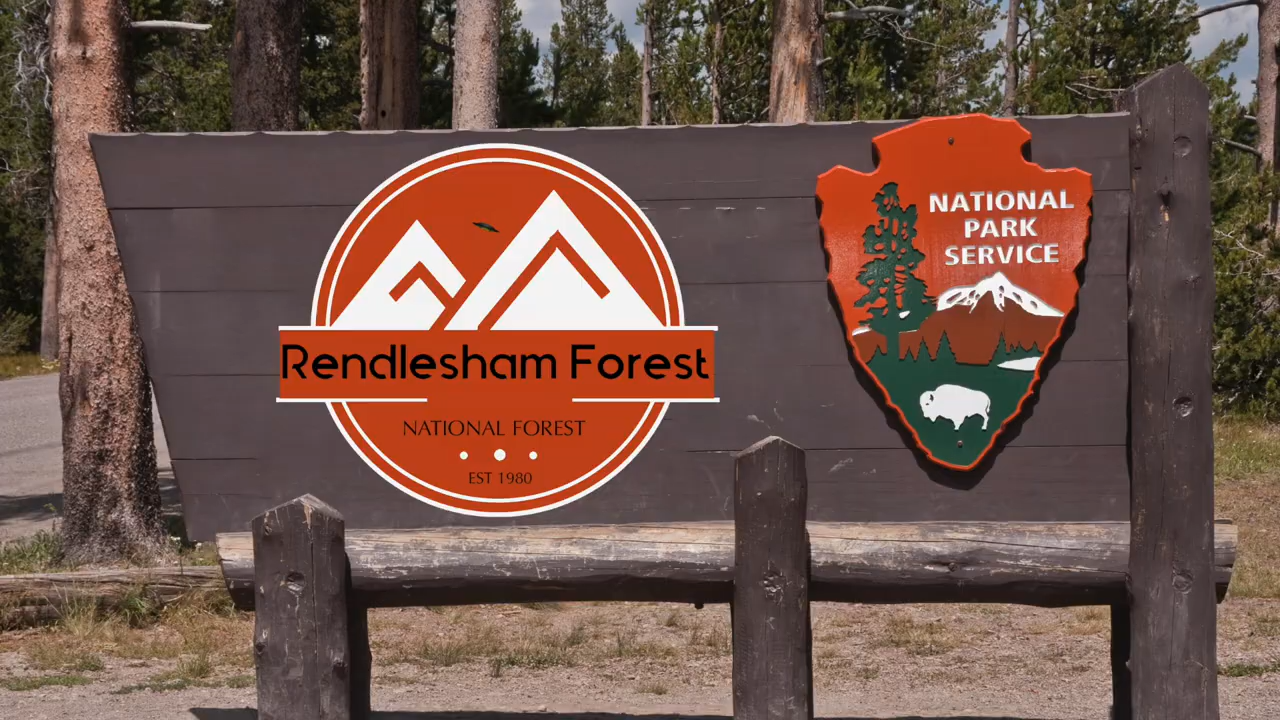 Rendlesham Forest
NATIONAL FOREST
EST 1980
NATIONAL
PARK
SERVICE